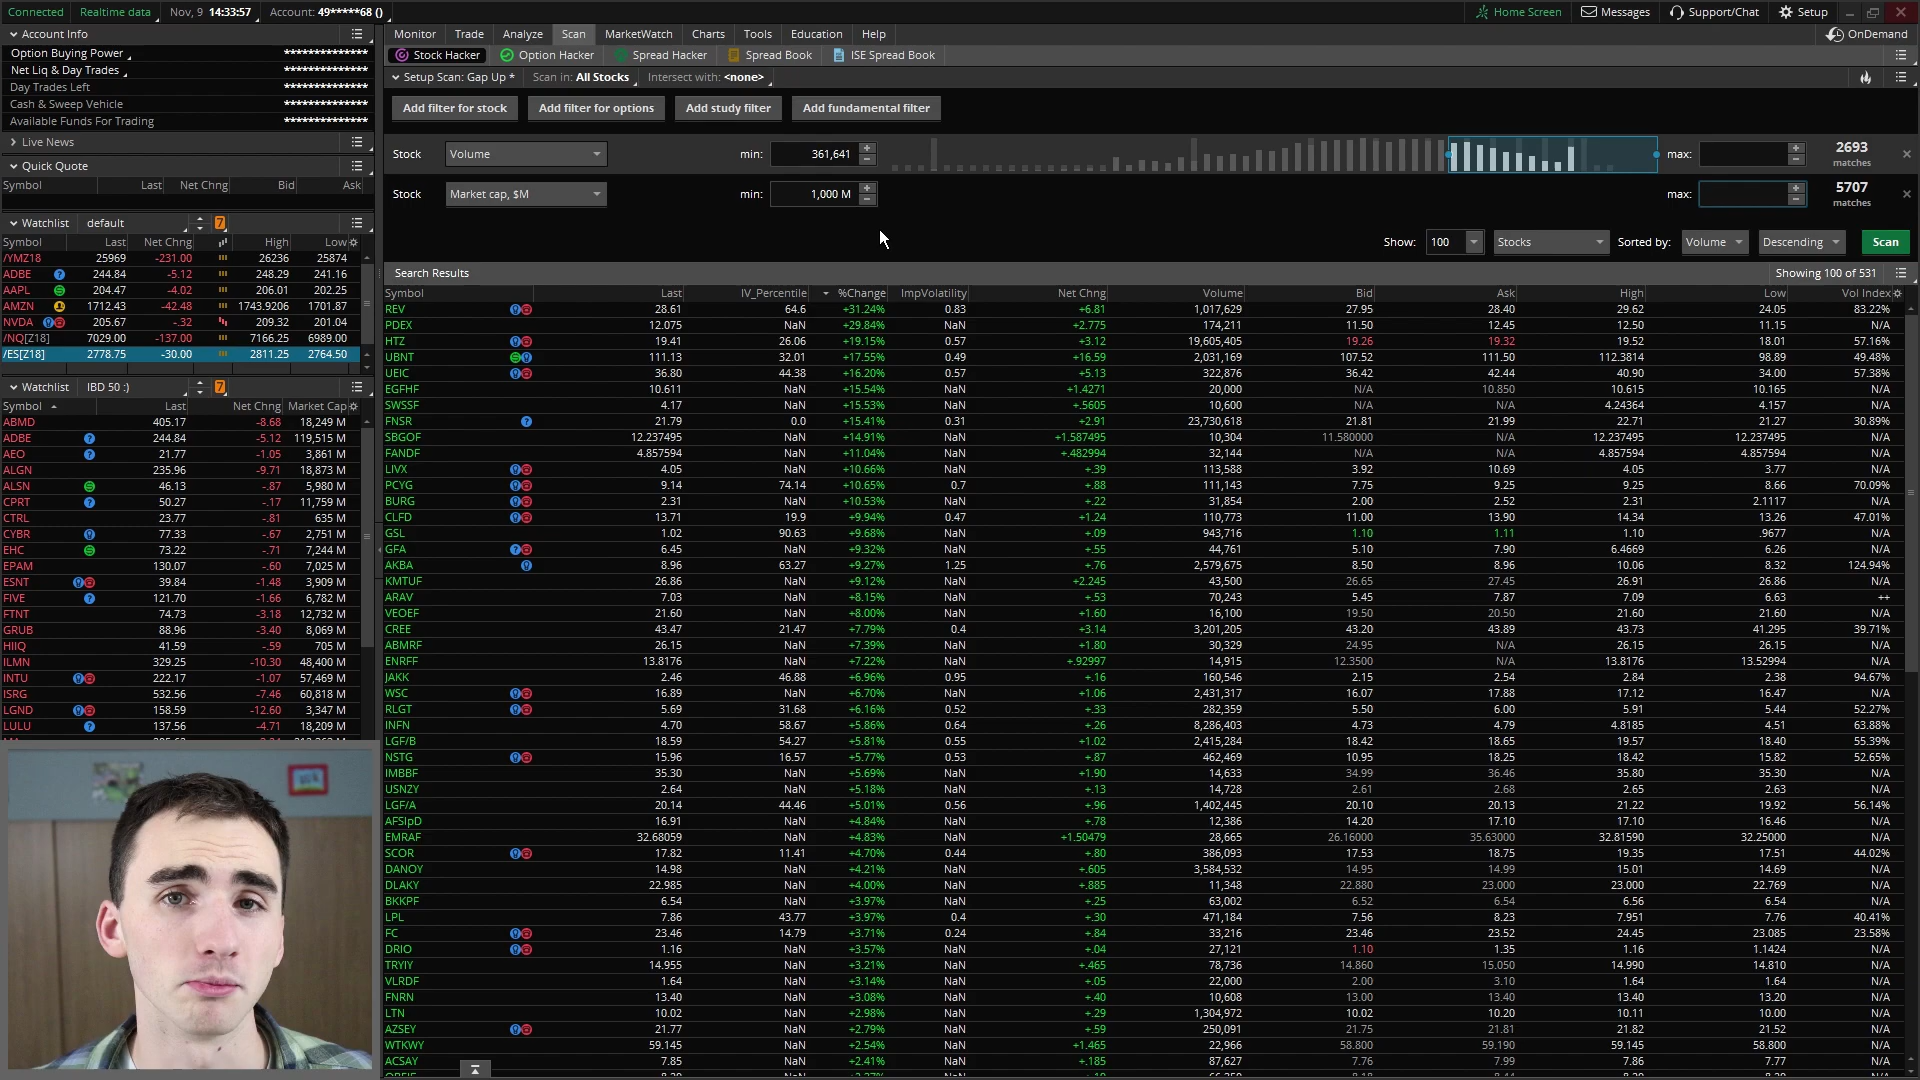 Connected Realtime data Nov, 9 14:33:57 Account: 49*****68 () Home Screen Messages Support/Chat Setup
Account Info
Option Buying Power **************
Net Liq & Day Trades **************
Day Trades Left **************
Cash & Sweep Vehicle **************
Available Funds For Trading **************
Live News
Quick Quote
Symbol Last Net Chng Bid Ask
Watchlist default 7
Symbol Last Net Chng High Low
/YMZ18 25969 -231.00 26236 25874
ADBE 244.84 -5.12 248.29 241.16
AAPL 204.47 -4.02 206.01 202.25
AMZN 1712.43 -42.48 1743.9206 1701.87
NVDA 205.67 -.32 209.32 201.04
/NQ[Z18] 7029.00 -137.00 7166.25 6989.00
/ES[Z18] 2778.75 -30.00 2811.25 2764.50
Watchlist IBD 50 :) 7
Symbol Last Net Chng Market Cap
ABMD 405.17 -8.68 18,249 M
ADBE 244.84 -5.12 119,515 M
AEO 21.77 -1.05 3,861 M
ALGN 235.96 -9.71 18,873 M
ALSN 46.13 -.87 5,980 M
CPRT 50.27 -.17 11,759 M
CTRL 23.77 -.81 635 M
CYBR 77.33 -.67 2,751 M
EHC 73.22 -.71 7,244 M
EPAM 130.07 -.60 7,025 M
ESNT 39.84 -1.48 3,909 M
FIVE 121.70 -1.66 6,782 M
FTNT 74.73 -3.18 12,732 M
GRUB 88.96 -3.40 8,069 M
HIIQ 41.59 -.59 705 M
ILMN 329.25 -10.30 48,400 M
INTU 222.17 -1.07 57,469 M
ISRG 532.56 -7.46 60,818 M
LGND 158.59 -12.60 3,347 M
LULU 137.56 -4.71 18,209 M
Monitor Trade Analyze Scan MarketWatch Charts Tools Education Help OnDemand
Stock Hacker Option Hacker Spread Hacker Spread Book ISE Spread Book
Setup Scan: Gap Up * Scan in: All Stocks Intersect with: <none>
Add filter for stock Add filter for options Add study filter Add fundamental filter
Stock Volume min: 361,641 max: 2693
matches
Stock Market cap, $M min: 1,000 M max: 5707
matches
Show: 100 Stocks Sorted by: Volume Descending Scan
Search Results Showing 100 of 531
Symbol Last IV_Percentile %Change ImpVolatility Net Chng Volume Bid Ask High Low Vol Index
REV 28.61 64.6 +31.24% 0.83 +6.81 1,017,629 27.95 28.40 29.62 24.05 83.22%
PDEX 12.075 NaN +29.84% NaN +2.775 174,211 11.50 12.45 12.50 11.15 N/A
HTZ 19.41 26.06 +19.15% 0.57 +3.12 19,605,405 19.26 19.32 19.52 18.01 57.16%
UBNT 111.13 32.01 +17.55% 0.49 +16.59 2,031,169 107.52 111.50 112.3814 98.89 49.48%
UEIC 36.80 44.38 +16.20% 0.57 +5.13 322,876 36.42 42.44 40.90 34.00 57.38%
EGFHF 10.611 NaN +15.54% NaN +1.4271 20,000 N/A 10.850 10.615 10.165 N/A
SWSSF 4.17 NaN +15.53% NaN +.5605 10,600 N/A N/A 4.24364 4.157 N/A
FNSR 21.79 0.0 +15.41% 0.31 +2.91 23,730,618 21.81 21.99 22.71 21.27 30.89%
SBGOF 12.237495 NaN +14.91% NaN +1.587495 10,304 11.580000 N/A 12.237495 12.237495 N/A
FANDF 4.857594 NaN +11.04% NaN +.482994 32,144 N/A N/A 4.857594 4.857594 N/A
LIVX 4.05 NaN +10.66% NaN +.39 113,588 3.92 10.69 4.05 3.77 N/A
PCYG 9.14 74.14 +10.65% 0.7 +.88 111,143 7.75 9.25 9.25 8.66 70.09%
BURG 2.31 NaN +10.53% NaN +.22 31,854 2.00 2.52 2.31 2.1117 N/A
CLFD 13.71 19.9 +9.94% 0.47 +1.24 110,773 11.00 13.90 14.34 13.26 47.01%
GSL 1.02 90.63 +9.68% NaN +.09 943,716 1.10 1.11 1.10 .9677 N/A
GFA 6.45 NaN +9.32% NaN +.55 44,761 5.10 7.90 6.4669 6.26 N/A
AKBA 8.96 63.27 +9.27% 1.25 +.76 2,579,675 8.50 8.96 10.06 8.32 124.94%
KMTUF 26.86 NaN +9.12% NaN +2.245 43,500 26.65 27.45 26.91 26.86 N/A
ARAV 7.03 NaN +8.15% NaN +.53 70,243 5.45 7.87 7.09 6.63 ++
VEOEF 21.60 NaN +8.00% NaN +1.60 16,100 19.50 20.50 21.60 21.60 N/A
CREE 43.47 21.47 +7.79% 0.4 +3.14 3,201,205 43.20 43.89 43.73 41.295 39.71%
ABMRF 26.15 NaN +7.39% NaN +1.80 30,329 24.95 N/A 26.15 26.15 N/A
ENRFF 13.8176 NaN +7.22% NaN +.92997 14,915 12.3500 N/A 13.8176 13.52994 N/A
JAKK 2.46 46.88 +6.96% 0.95 +.16 160,546 2.15 2.54 2.84 2.38 94.67%
WSC 16.89 NaN +6.70% NaN +1.06 2,431,317 16.07 17.88 17.12 16.47 N/A
RLGT 5.69 31.68 +6.16% 0.52 +.33 282,359 5.50 6.00 5.91 5.44 52.27%
INFN 4.70 58.67 +5.86% 0.64 +.26 8,286,403 4.73 4.79 4.8185 4.51 63.88%
LGF/B 18.59 54.27 +5.81% 0.55 +1.02 2,415,284 18.42 18.65 19.57 18.40 55.39%
NSTG 15.96 16.57 +5.77% 0.53 +.87 462,469 10.95 18.25 18.42 15.82 52.65%
IMBBF 35.30 NaN +5.69% NaN +1.90 14,633 34.99 36.46 35.80 35.30 N/A
USNZY 2.64 NaN +5.18% NaN +.13 14,728 2.61 2.68 2.65 2.63 N/A
LGF/A 20.14 44.46 +5.01% 0.56 +.96 1,402,445 20.10 20.13 21.22 19.92 56.14%
AFSIpD 16.91 NaN +4.84% NaN +.78 12,386 14.20 17.10 17.10 16.46 N/A
EMRAF 32.68059 NaN +4.83% NaN +1.50479 28,665 26.16000 35.63000 32.81590 32.25000 N/A
SCOR 17.82 11.41 +4.70% 0.44 +.80 386,093 17.53 18.75 19.35 17.51 44.02%
DANOY 14.98 NaN +4.21% NaN +.605 3,584,532 14.95 14.99 15.01 14.69 N/A
DLAKY 22.985 NaN +4.00% NaN +.885 11,348 22.880 23.000 23.000 22.769 N/A
BKKPF 6.54 NaN +3.97% NaN +.25 63,002 6.52 6.54 6.56 6.54 N/A
LPL 7.86 43.77 +3.97% 0.4 +.30 471,184 7.56 8.23 7.951 7.76 40.41%
FC 23.46 14.79 +3.71% 0.24 +.84 33,216 23.46 23.52 24.45 23.085 23.58%
DRIO 1.16 NaN +3.57% NaN +.04 27,121 1.10 1.35 1.16 1.1424 N/A
TRYIY 14.955 NaN +3.21% NaN +.465 78,736 14.860 15.050 14.990 14.810 N/A
VLRDF 1.64 NaN +3.14% NaN +.05 22,000 2.00 3.10 1.64 1.64 N/A
FNRN 13.40 NaN +3.08% NaN +.40 10,608 13.00 13.40 13.40 13.20 N/A
LTN 10.02 NaN +2.98% NaN +.29 1,304,972 10.02 10.20 10.11 10.00 N/A
AZSEY 21.77 NaN +2.79% NaN +.59 250,091 21.75 21.81 21.82 21.52 N/A
WTKWY 59.145 NaN +2.54% NaN +1.465 22,966 58.800 59.190 59.145 58.800 N/A
ACSAY 7.85 NaN +2.41% NaN +.185 87,627 7.76 7.99 7.86 7.77 N/A